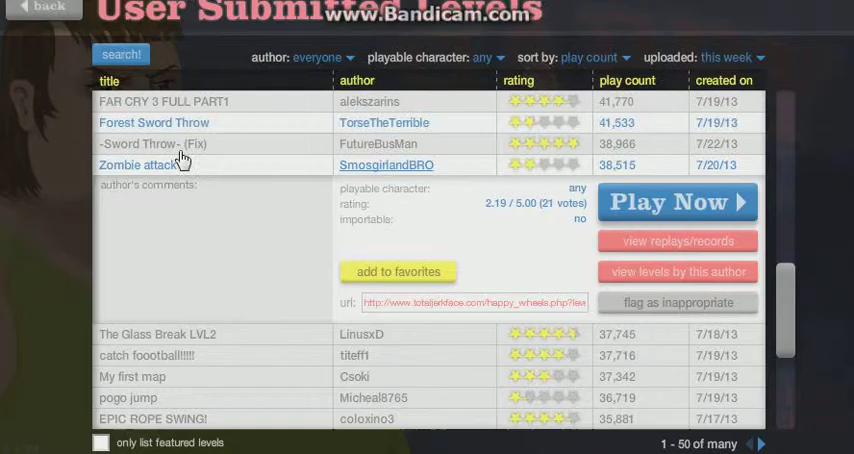 back
User Submitted Levels
www.Bandicam.com
search!
author: everyone playable character: any sort by: play count uploaded: this week
title author rating play count created on
FAR CRY 3 FULL PART1 alekszarins 41,770 7/19/13
Forest Sword Throw TorseTheTerrible 41,533 7/19/13
-Sword Throw- (Fix) FutureBusMan 38,966 7/22/13
Zombie attack SmosgirlandBRO 38,515 7/20/13
author's comments:
playable character: any
rating: 2.19 / 5.00 (21 votes)
importable: no
Play Now
view replays/records
add to favorites
view levels by this author
url: http://www.totaljerkface.com/happy_wheels.php?leve
flag as inappropriate
The Glass Break LVL2 LinusxD 37,745 7/18/13
catch foootball!!!!! titeff1 37,716 7/19/13
My first map Csoki 37,342 7/19/13
pogo jump Micheal8765 36,719 7/19/13
EPIC ROPE SWING! coloxino3 35,881 7/17/13
only list featured levels
1 - 50 of many